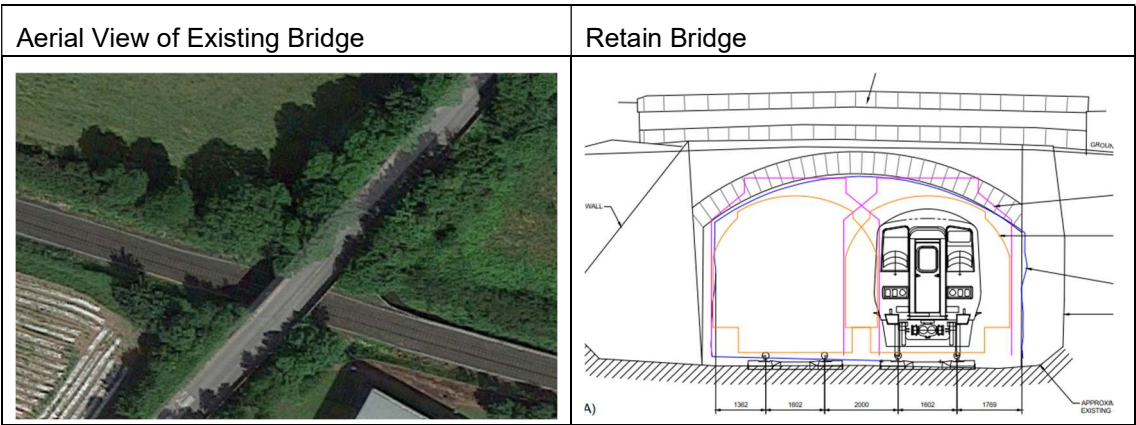 Aerial View of Existing Bridge
Retain Bridge
GROUN
WALL
A)
1362 1602 2000 1602 1769
APPROXIM
EXISTING